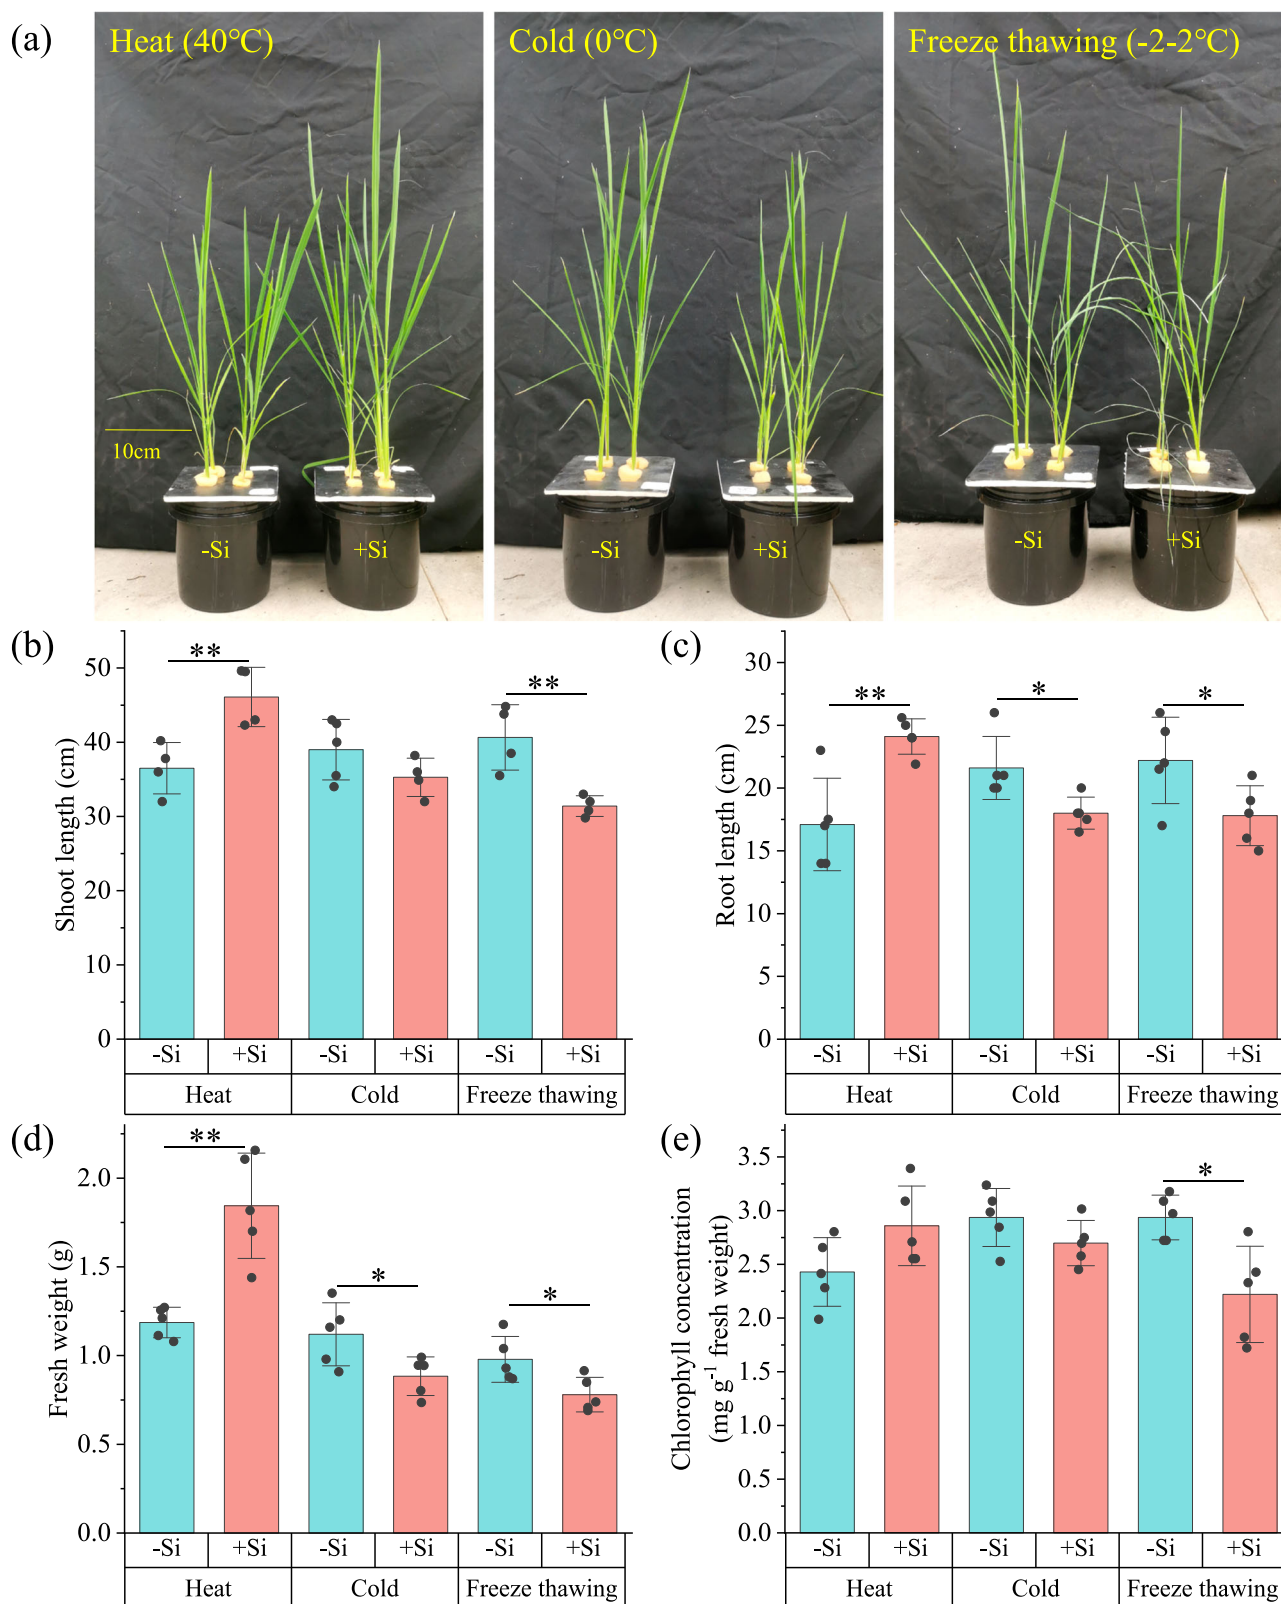 (a)
Heat (40℃)
Cold (0℃)
Freeze thawing (-2-2℃)
10cm
-Si
+Si
-Si
+Si
-Si
+Si
(b)
**
**
Shoot length (cm)
50
40
30
20
10
0
-Si +Si -Si +Si -Si +Si
Heat Cold Freeze thawing
(c)
**
*
*
Root length (cm)
30
25
20
15
10
5
0
-Si +Si -Si +Si -Si +Si
Heat Cold Freeze thawing
(d)
**
*
*
Fresh weight (g)
2.0
1.5
1.0
0.5
0.0
-Si +Si -Si +Si -Si +Si
Heat Cold Freeze thawing
(e)
*
Chlorophyll concentration
(mg g⁻¹ fresh weight)
3.5
3.0
2.5
2.0
1.5
1.0
0.5
0.0
-Si +Si -Si +Si -Si +Si
Heat Cold Freeze thawing